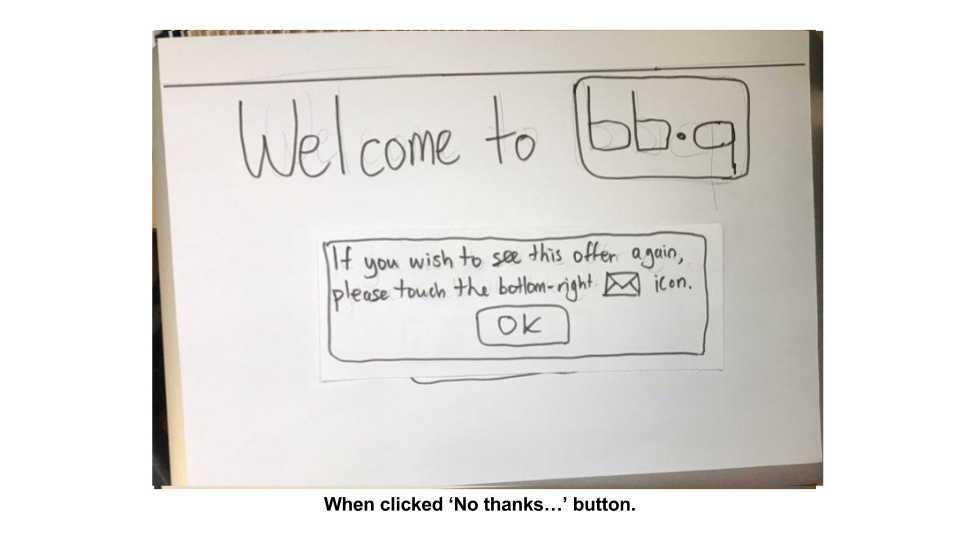 Welcome to bb.q
If you wish to see this offer again,
please touch the bottom-right icon.
OK
When clicked ‘No thanks…’ button.